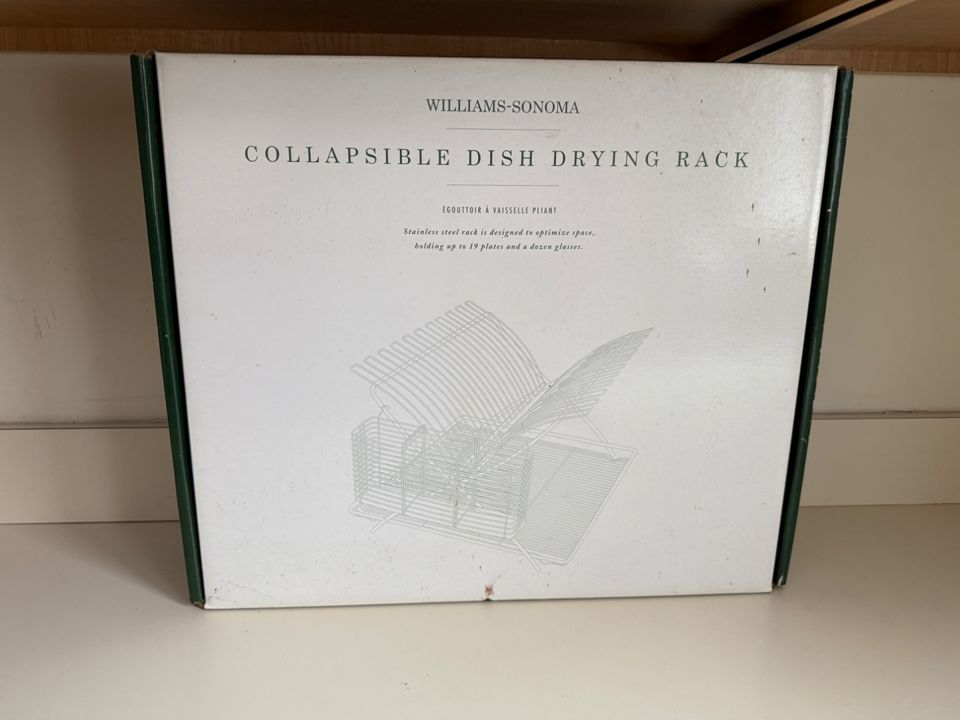 WILLIAMS-SONOMA
COLLAPSIBLE DISH DRYING RACK
ÉGOUTTOIR À VAISSELLE PLIANT
Stainless steel rack is designed to optimize space,
holding up to 19 plates and a dozen glasses.